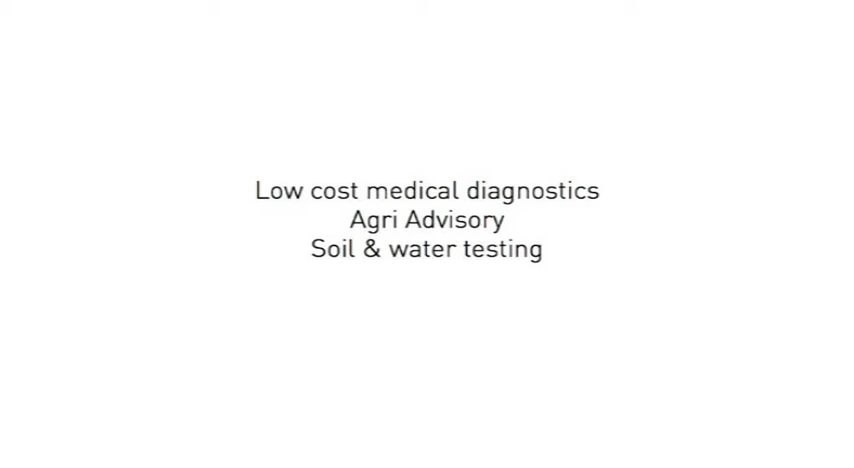 Low cost medical diagnostics
Agri Advisory
Soil & water testing